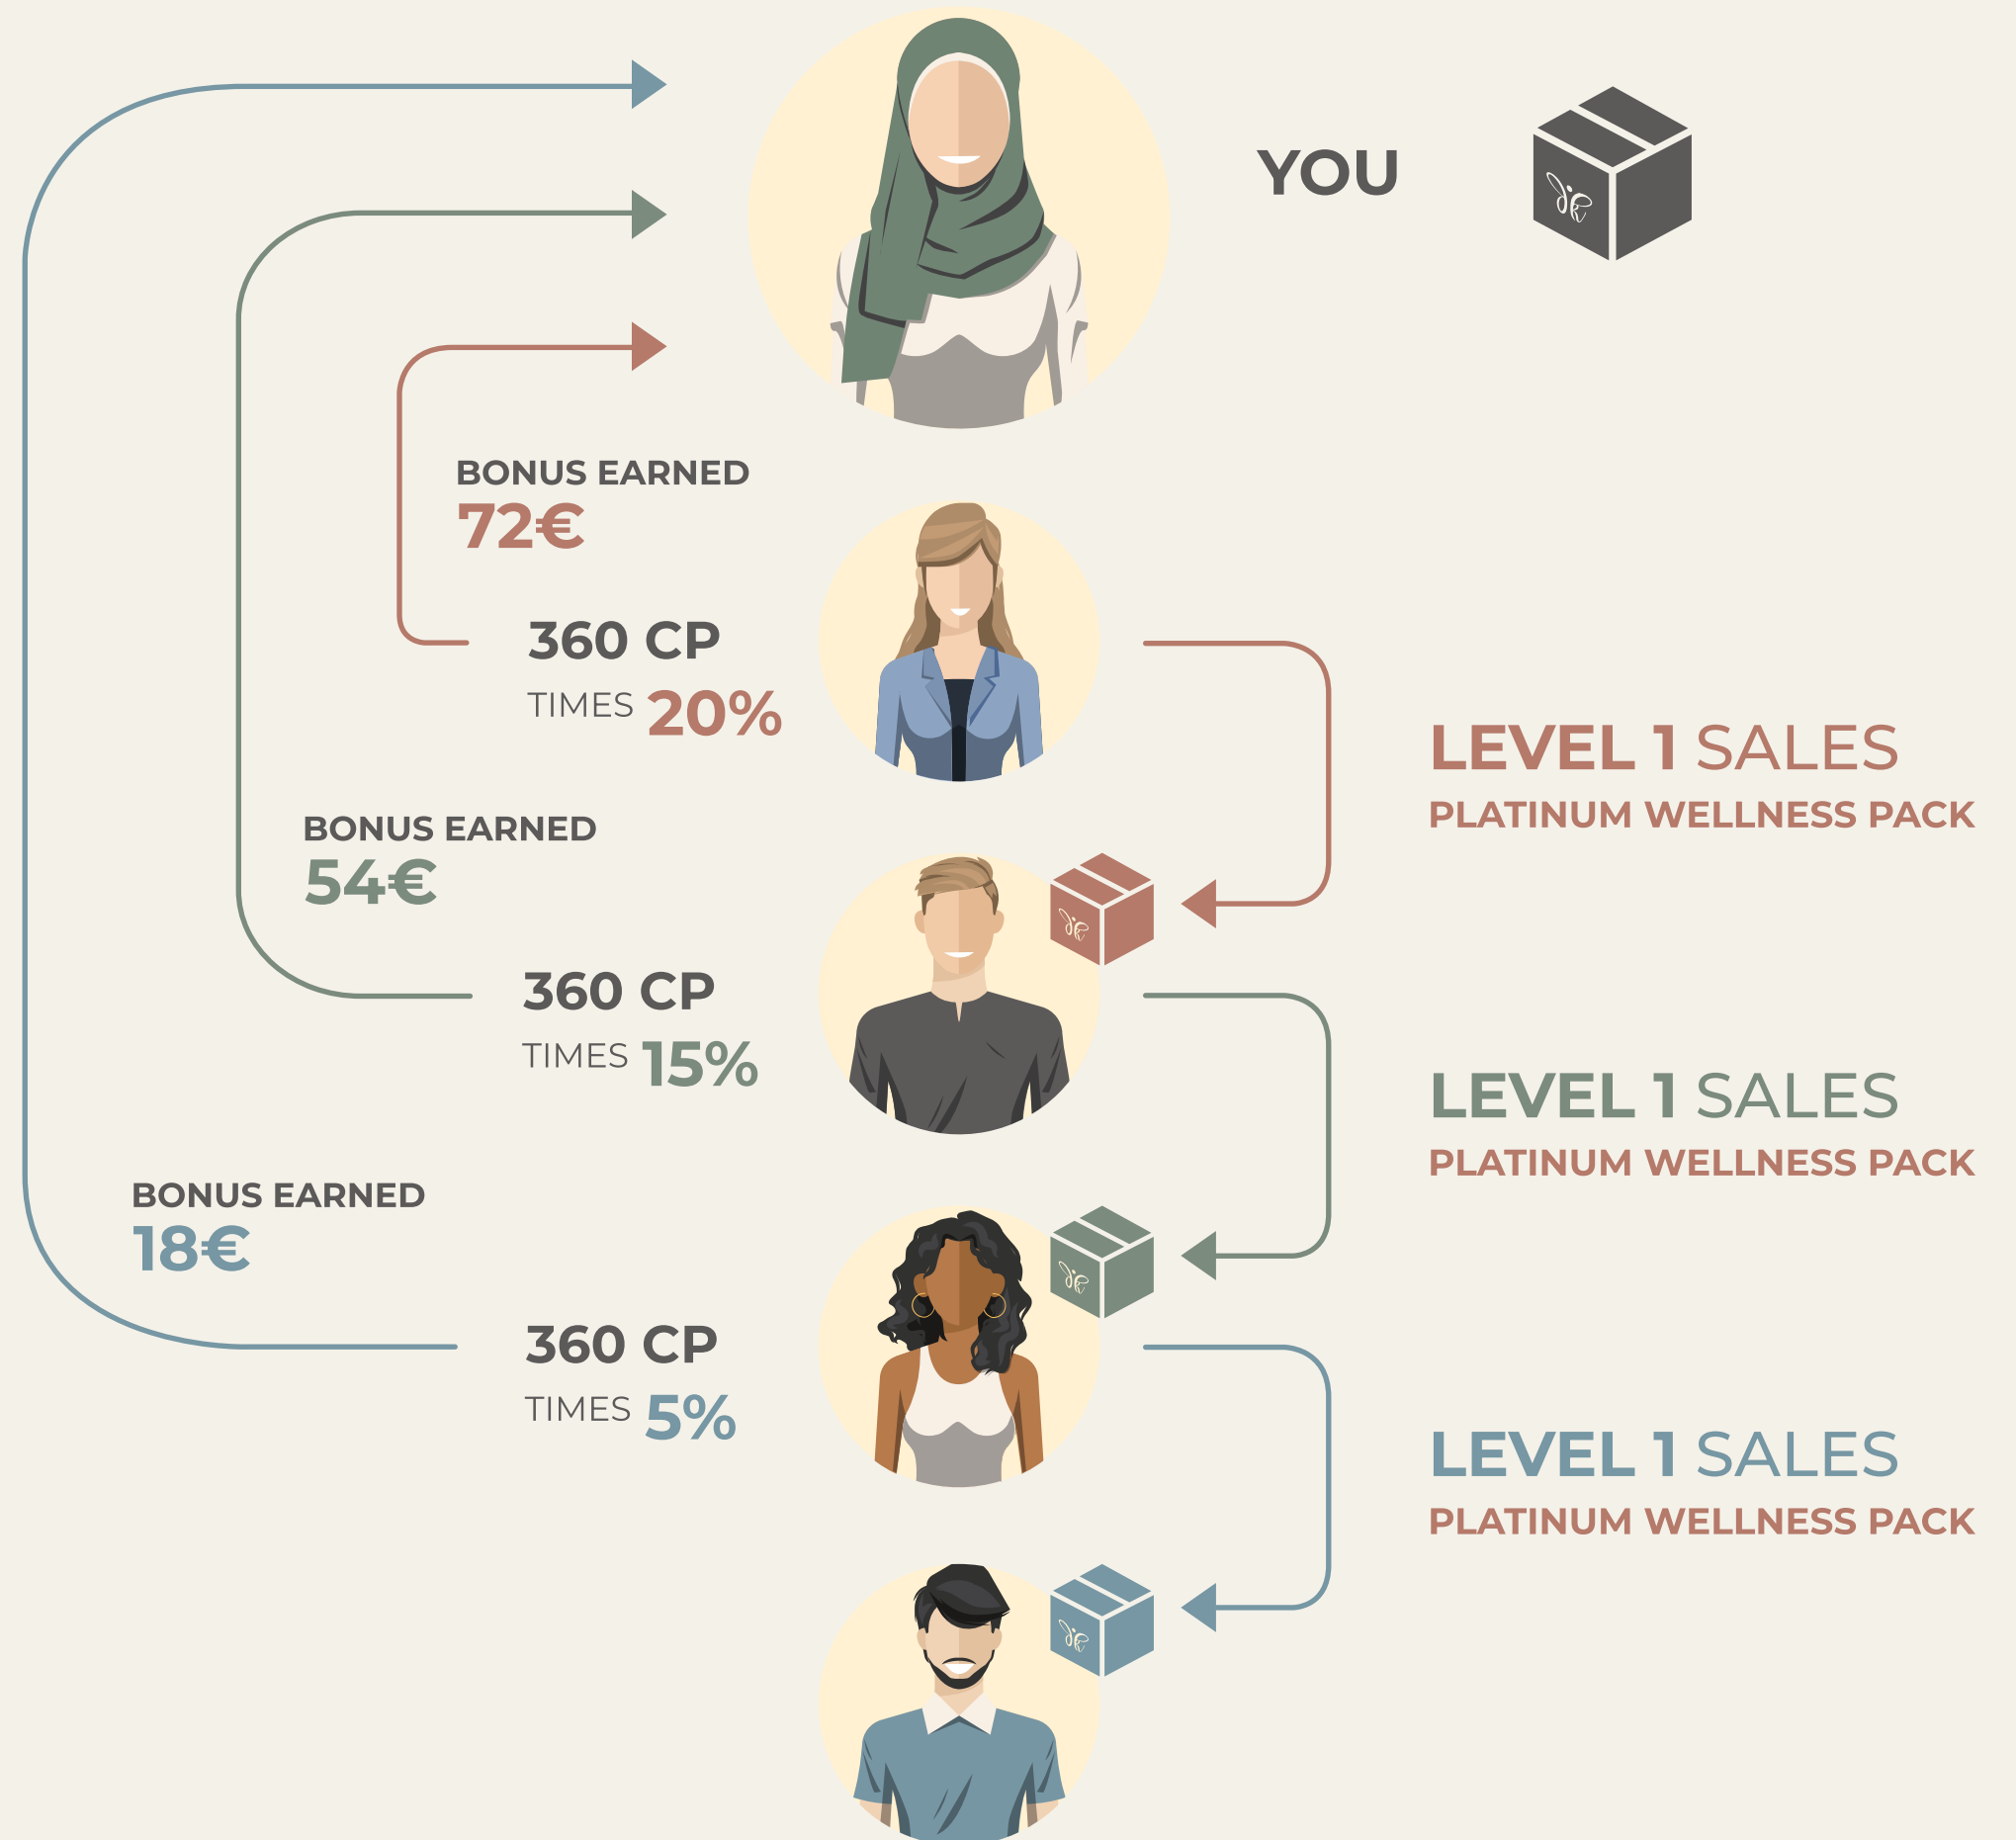 YOU
BONUS EARNED
72€
360 CP
TIMES 20%
LEVEL 1 SALES
PLATINUM WELLNESS PACK
BONUS EARNED
54€
360 CP
TIMES 15%
LEVEL 1 SALES
PLATINUM WELLNESS PACK
BONUS EARNED
18€
360 CP
TIMES 5%
LEVEL 1 SALES
PLATINUM WELLNESS PACK